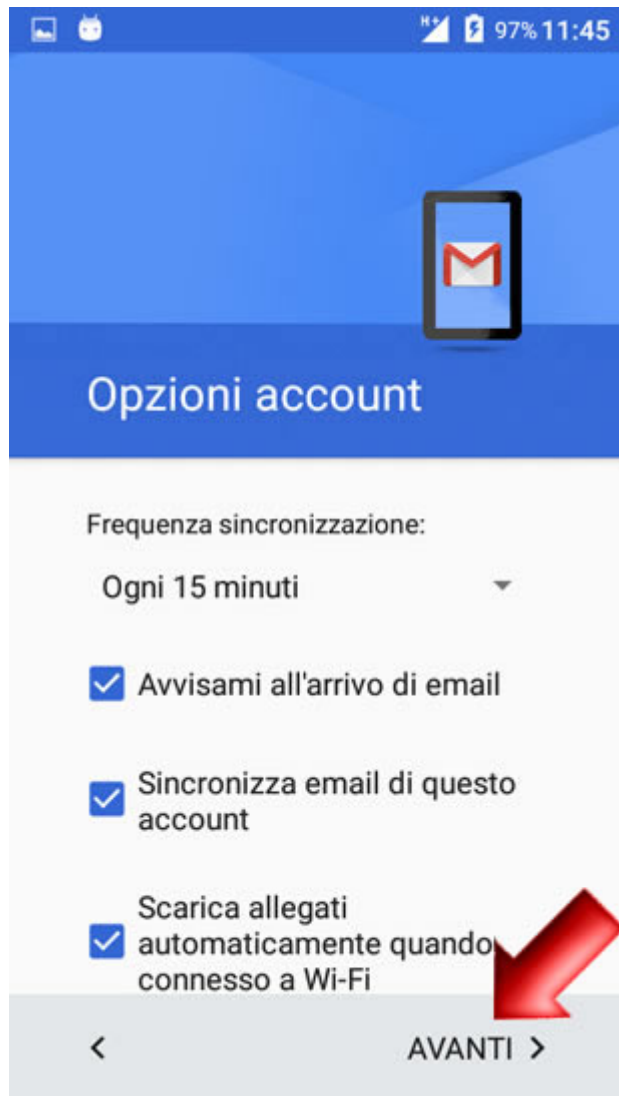 H+ 97% 11:45
Opzioni account
Frequenza sincronizzazione:
Ogni 15 minuti
Avvisami all'arrivo di email
Sincronizza email di questo
account
Scarica allegati
automaticamente quando
connesso a Wi-Fi
AVANTI